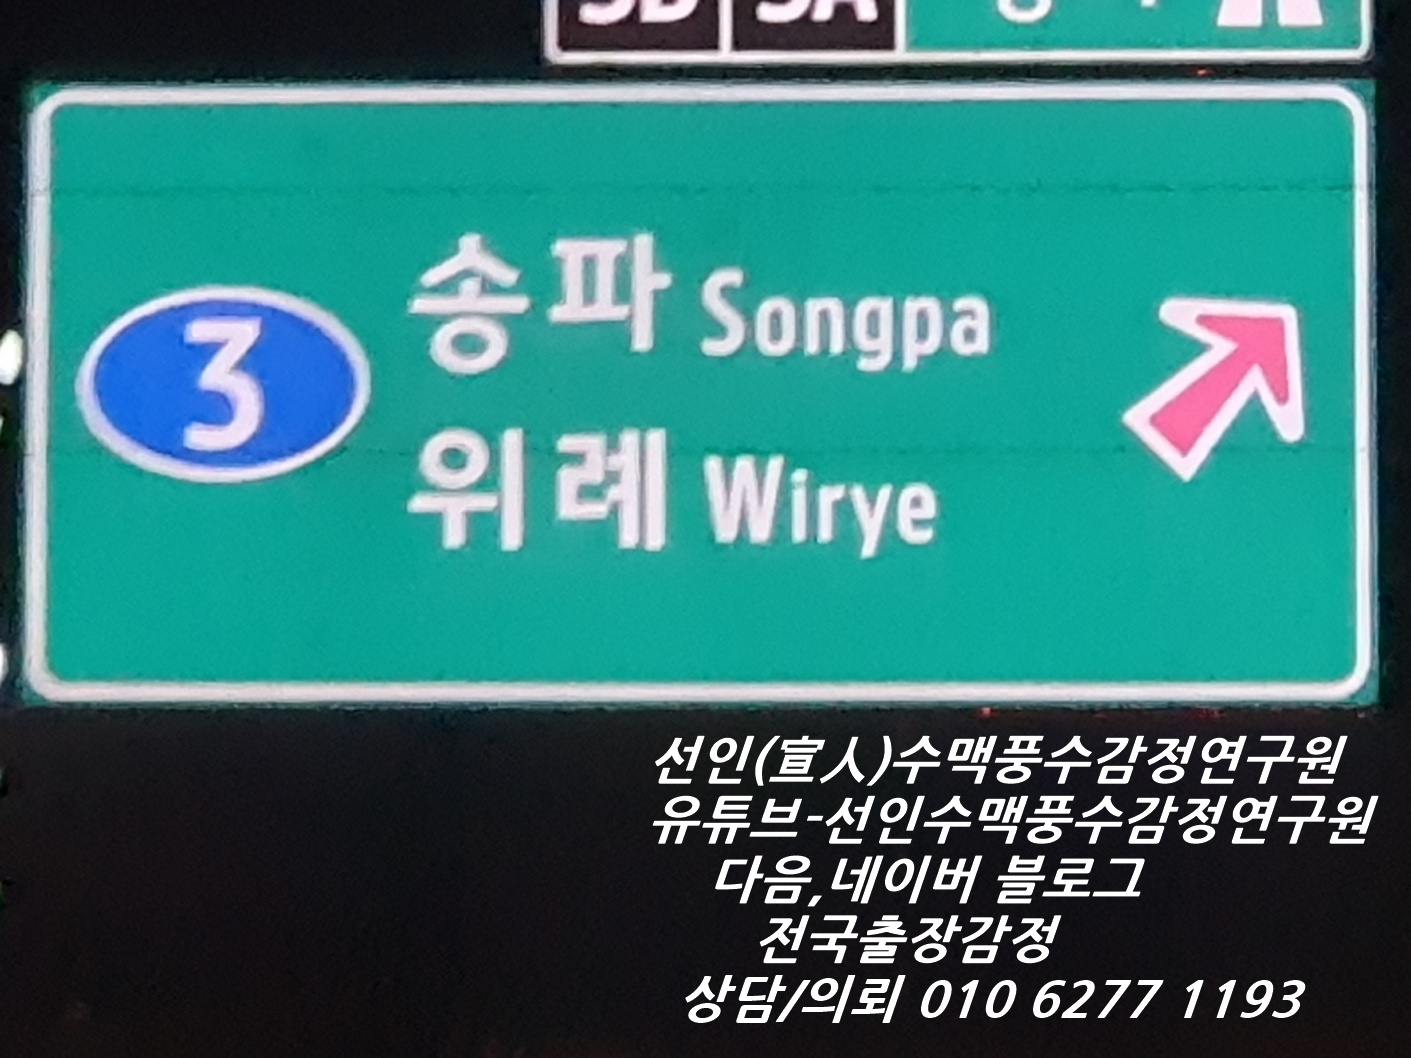 송파 Songpa
3
위례 Wirye
선인(宣人)수맥풍수감정연구원
유튜브-선인수맥풍수감정연구원
다음,네이버 블로그
전국출장감정
상담/의뢰 010 6277 1193